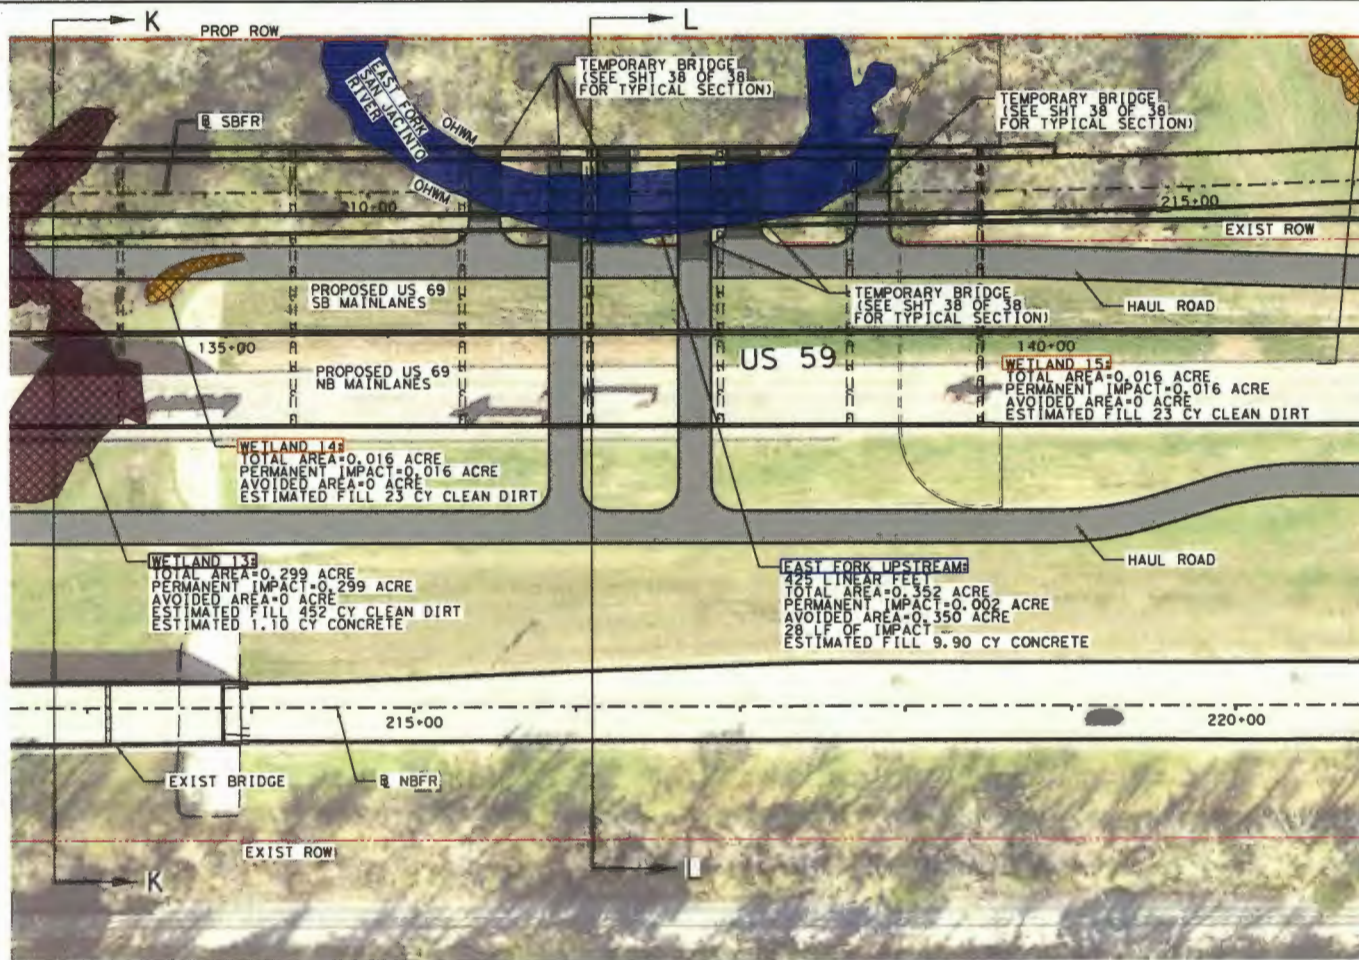 K
L
PROP ROW
EAST FORK
SAN JACINTO
RIVER
OHWM
OHWM
TEMPORARY BRIDGE
(SEE SHT 38 OF 38
FOR TYPICAL SECTION)
TEMPORARY BRIDGE
(SEE SHT 38 OF 38
FOR TYPICAL SECTION)
SBFR
210+00
215+00
EXIST ROW
PROPOSED US 69
SB MAINLANES
TEMPORARY BRIDGE
(SEE SHT 38 OF 38
FOR TYPICAL SECTION)
HAUL ROAD
135+00
140+00
US 59
PROPOSED US 69
NB MAINLANES
WETLAND 15:
TOTAL AREA=0.016 ACRE
PERMANENT IMPACT=0.016 ACRE
AVOIDED AREA=0 ACRE
ESTIMATED FILL 23 CY CLEAN DIRT
WETLAND 14:
TOTAL AREA=0.016 ACRE
PERMANENT IMPACT=0.016 ACRE
AVOIDED AREA=0 ACRE
ESTIMATED FILL 23 CY CLEAN DIRT
WETLAND 13:
TOTAL AREA=0.299 ACRE
PERMANENT IMPACT=0.299 ACRE
AVOIDED AREA=0 ACRE
ESTIMATED FILL 452 CY CLEAN DIRT
ESTIMATED 1.10 CY CONCRETE
EAST FORK UPSTREAM:
425 LINEAR FEET
TOTAL AREA=0.352 ACRE
PERMANENT IMPACT=0.002 ACRE
AVOIDED AREA=0.350 ACRE
28 LF OF IMPACT
ESTIMATED FILL 9.90 CY CONCRETE
HAUL ROAD
215+00
220+00
EXIST BRIDGE
NBFR
EXIST ROW
K
L